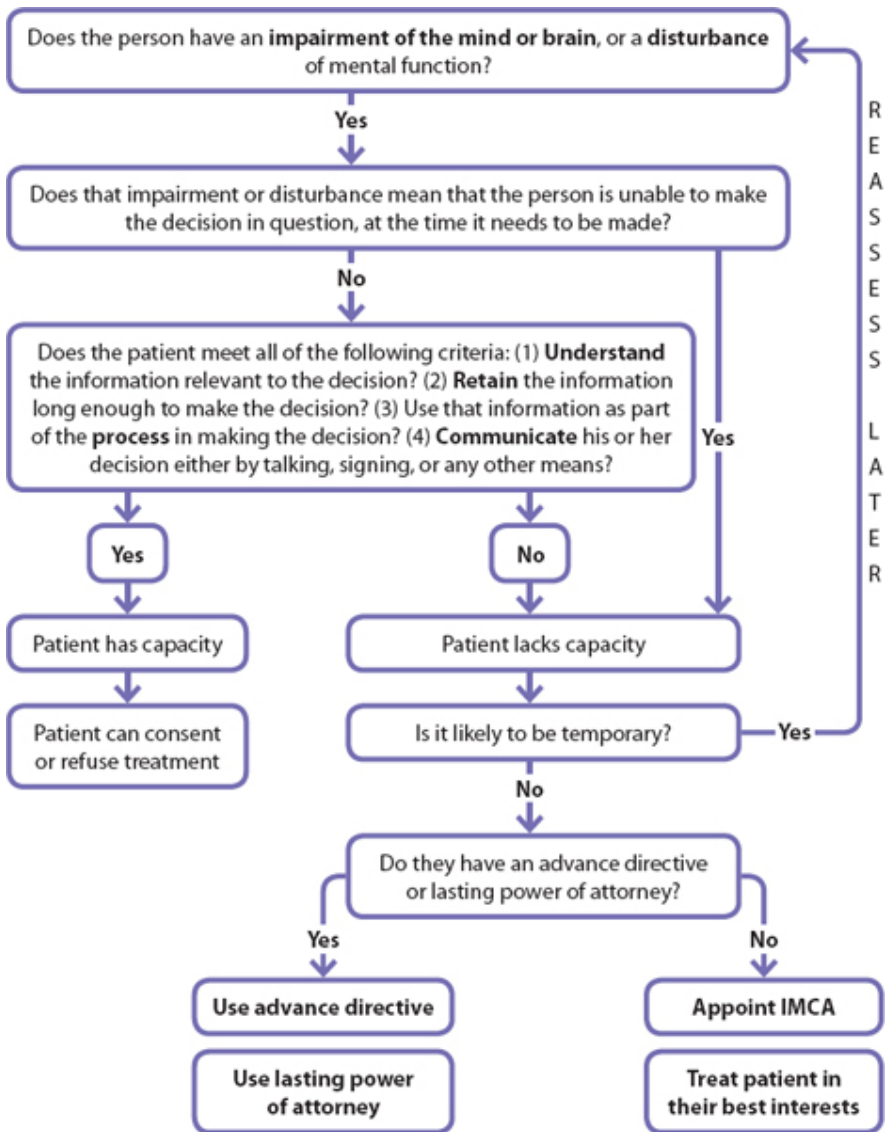 Does the person have an impairment of the mind or brain, or a disturbance
of mental function?
Yes
Does that impairment or disturbance mean that the person is unable to make
the decision in question, at the time it needs to be made?
No
Does the patient meet all of the following criteria: (1) Understand
the information relevant to the decision? (2) Retain the information
long enough to make the decision? (3) Use that information as part
of the process in making the decision? (4) Communicate his or her
decision either by talking, signing, or any other means?
Yes
REASSESS LATER
Yes
No
Patient has capacity
Patient lacks capacity
Patient can consent
or refuse treatment
Is it likely to be temporary?
Yes
No
Do they have an advance directive
or lasting power of attorney?
Yes
No
Use advance directive
Appoint IMCA
Use lasting power
of attorney
Treat patient in
their best interests